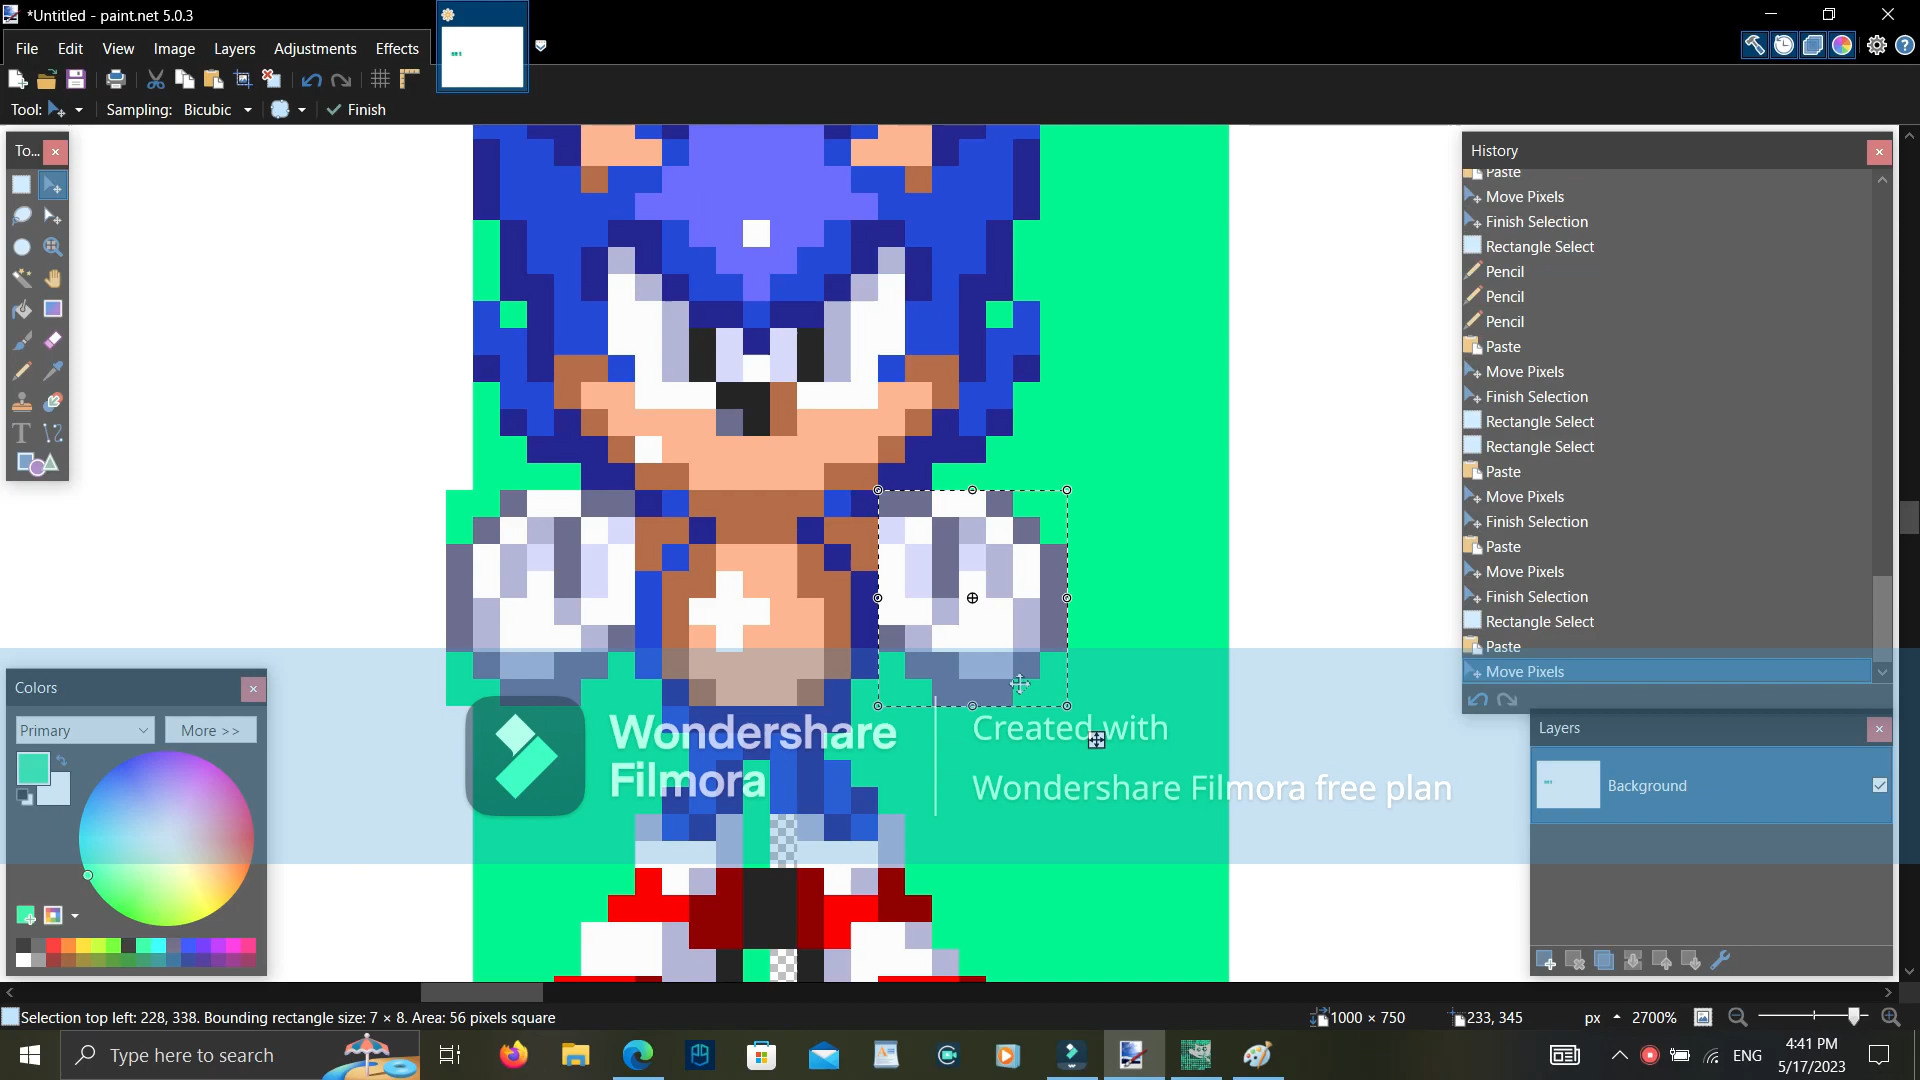 *Untitled - paint.net 5.0.3
File Edit View Image Layers Adjustments Effects
Tool: Sampling: Bicubic Finish
To...
History
Paste
Move Pixels
Finish Selection
Rectangle Select
Pencil
Pencil
Pencil
Paste
Move Pixels
Finish Selection
Rectangle Select
Rectangle Select
Paste
Move Pixels
Finish Selection
Paste
Move Pixels
Finish Selection
Rectangle Select
Paste
Move Pixels
Colors
Primary More >>
Wondershare
Filmora
Created with
Wondershare Filmora free plan
Layers
Background
Selection top left: 228, 338. Bounding rectangle size: 7 × 8. Area: 56 pixels square
1000 × 750 233, 345 px 2700%
Type here to search
ENG
4:41 PM
5/17/2023